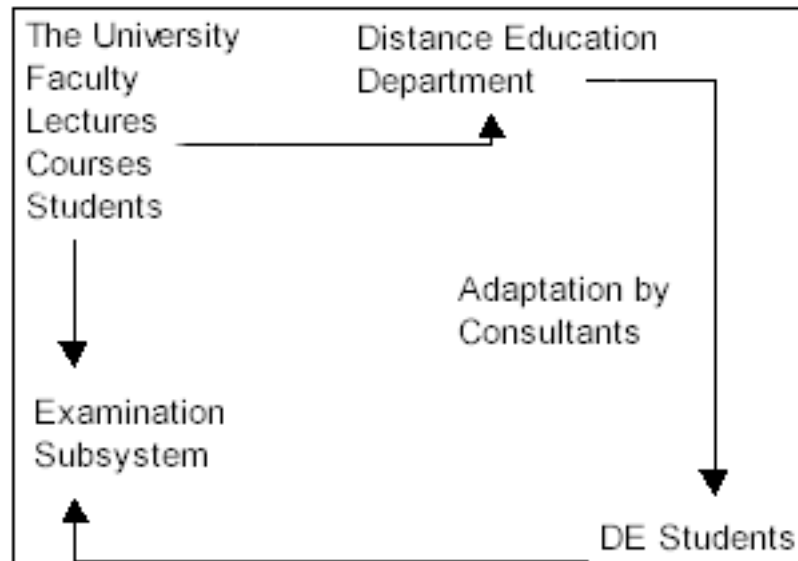 The University
Faculty
Lectures
Courses
Students
Distance Education
Department
Adaptation by
Consultants
Examination
Subsystem
DE Students